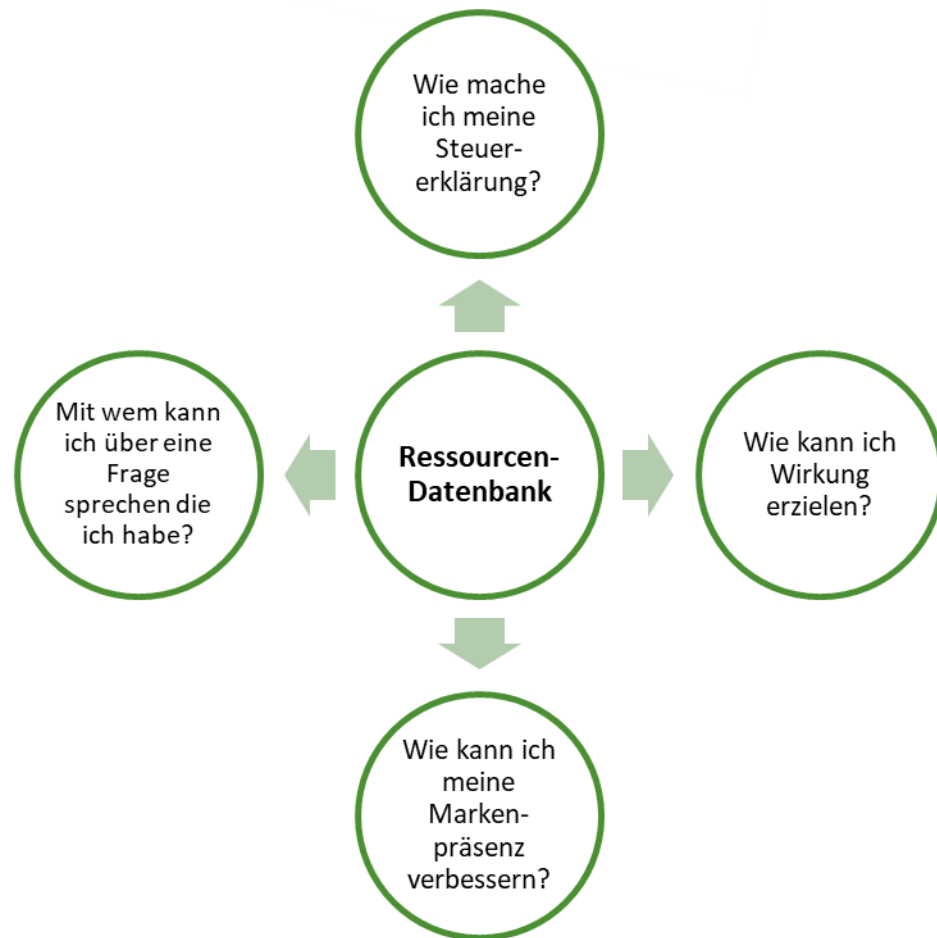 Wie mache
ich meine
Steuer-
erklärung?
Mit wem kann
ich über eine
Frage
sprechen die
ich habe?
Ressourcen-
Datenbank
Wie kann ich
Wirkung
erzielen?
Wie kann ich
meine
Marken-
präsenz
verbessern?